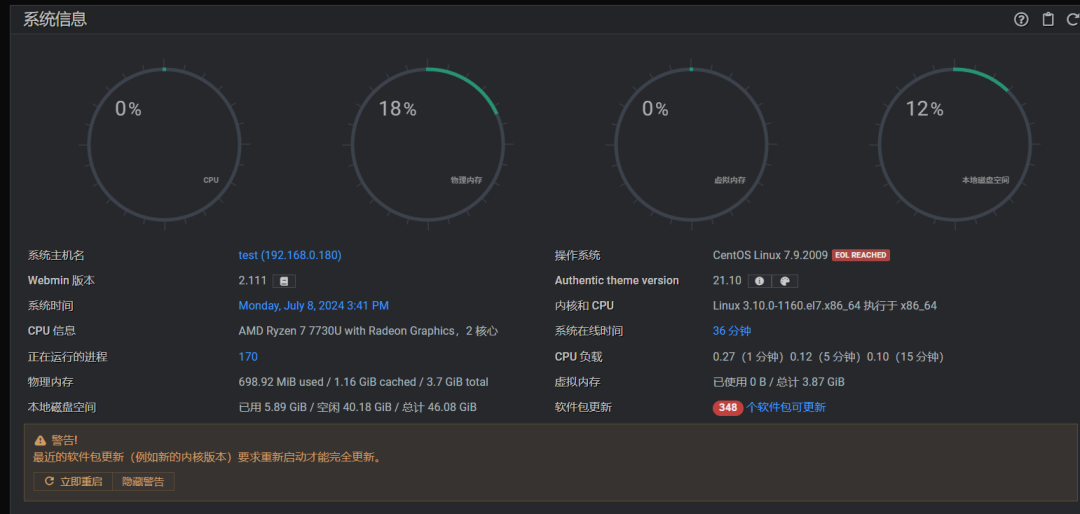 系统信息
0%
CPU
18%
物理内存
0%
虚拟内存
12%
本地磁盘空间
系统主机名 test (192.168.0.180) 操作系统 CentOS Linux 7.9.2009 EOL REACHED
Webmin 版本 2.111 Authentic theme version 21.10
系统时间 Monday, July 8, 2024 3:41 PM 内核和 CPU Linux 3.10.0-1160.el7.x86_64 执行于 x86_64
CPU 信息 AMD Ryzen 7 7730U with Radeon Graphics，2 核心 系统在线时间 36 分钟
正在运行的进程 170 CPU 负载 0.27（1 分钟）0.12（5 分钟）0.10（15 分钟）
物理内存 698.92 MiB used / 1.16 GiB cached / 3.7 GiB total 虚拟内存 已使用 0 B / 总计 3.87 GiB
本地磁盘空间 已用 5.89 GiB / 空闲 40.18 GiB / 总计 46.08 GiB 软件包更新 348 个软件包可更新
警告!
最近的软件包更新（例如新的内核版本）要求重新启动才能完全更新。
立即重启 隐藏警告